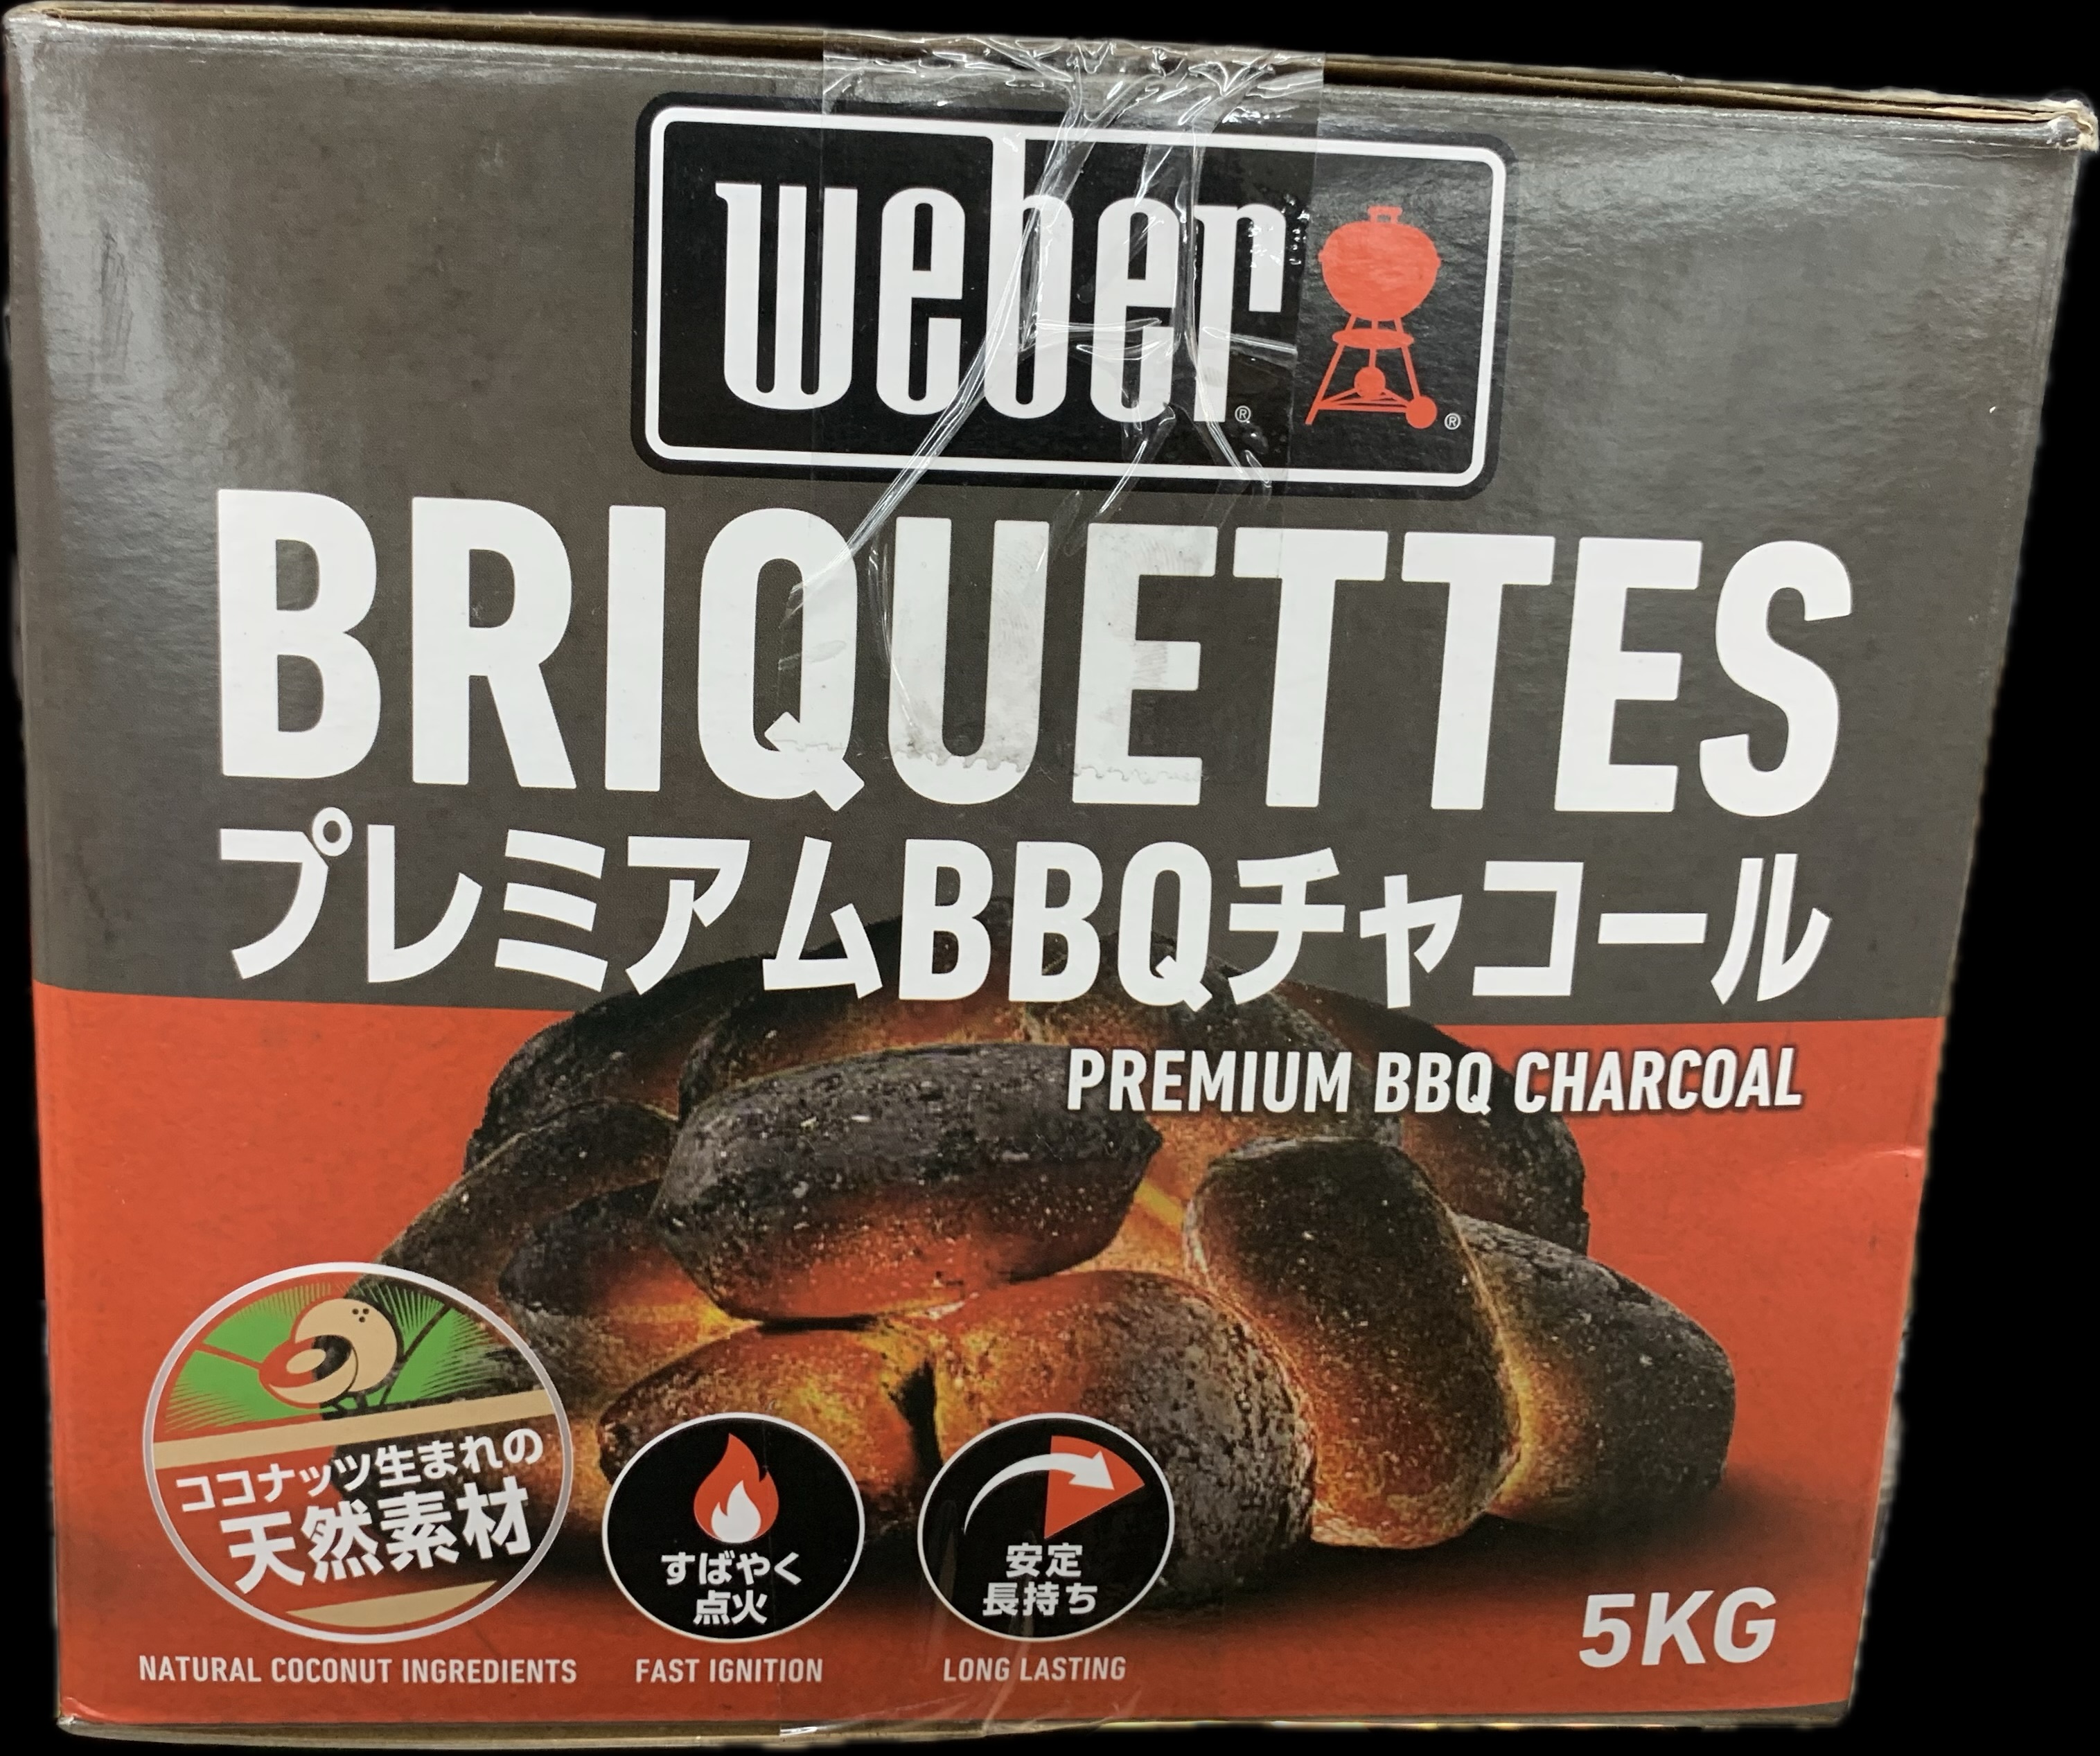 weber® ®
BRIQUETTES
プレミアムBBQチャコール
PREMIUM BBQ CHARCOAL
ココナッツ生まれの
天然素材
NATURAL COCONUT INGREDIENTS
すばやく
点火
FAST IGNITION
安定
長持ち
LONG LASTING
5KG